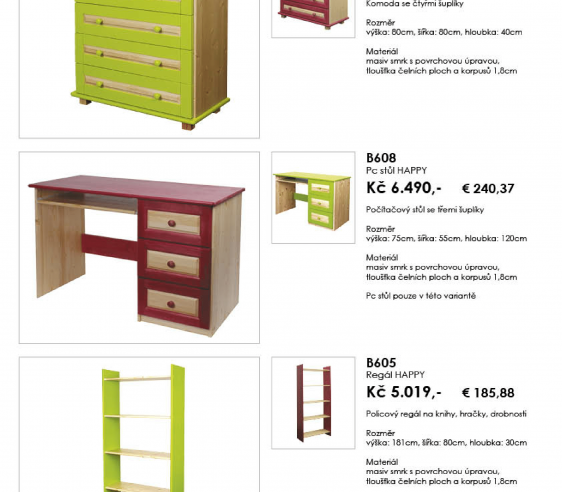 Komoda se čtyřmi šuplíky
Rozměr
výška: 80cm, šířka: 80cm, hloubka: 40cm
Materiál
masiv smrk s povrchovou úpravou,
tloušťka čelních ploch a korpusů 1,8cm
B608
Pc stůl HAPPY
Kč 6.490,- € 240,37
Počítačový stůl se třemi šuplíky
Rozměr
výška: 75cm, šířka: 55cm, hloubka: 120cm
Materiál
masiv smrk s povrchovou úpravou,
tloušťka čelních ploch a korpusů 1,8cm
Pc stůl pouze v této variantě
B605
Regál HAPPY
Kč 5.019,- € 185,88
Policový regál na knihy, hračky, drobnosti
Rozměr
výška: 181cm, šířka: 80cm, hloubka: 30cm
Materiál
masiv smrk s povrchovou úpravou,
tloušťka čelních ploch a korpusů 1,8cm